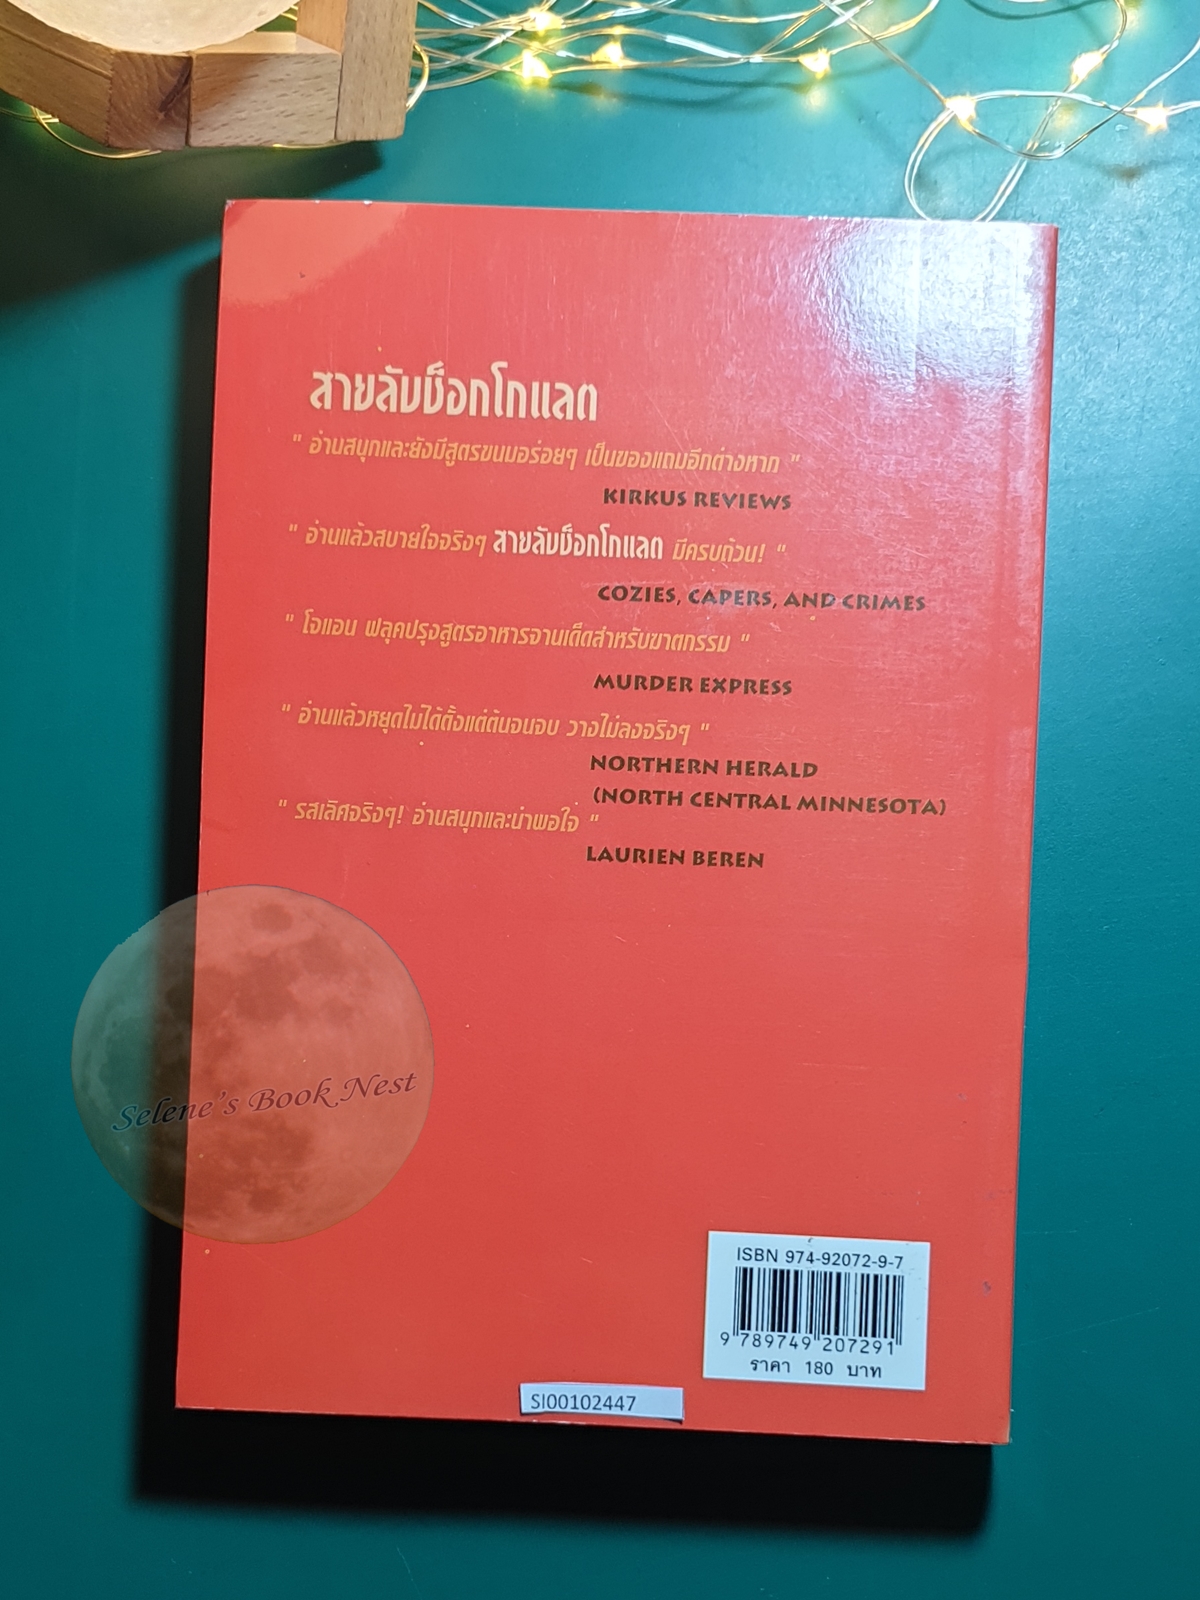 สายลับช็อกโกแลต
" อ่านสนุกและยังมีสูตรขนมอร่อยๆ เป็นของแถมอีกต่างหาก "
KIRKUS REVIEWS
" อ่านแล้วสบายใจจริงๆ สายลับช็อกโกแลต มีครบถ้วน! "
COZIES, CAPERS, AND CRIMES
" โจแอน ฟลุคปรุงสูตรอาหารจานเด็ดสำหรับฆาตกรรม "
MURDER EXPRESS
" อ่านแล้วหยุดไม่ได้ตั้งแต่ต้นจนจบ วางไม่ลงจริงๆ "
NORTHERN HERALD
(NORTH CENTRAL MINNESOTA)
" รสเลิศจริงๆ! อ่านสนุกและน่าพอใจ "
LAURIEN BEREN
Selene's Book Nest
ISBN 974-92072-9-7
9 789749 207291
ราคา 180 บาท
SI00102447